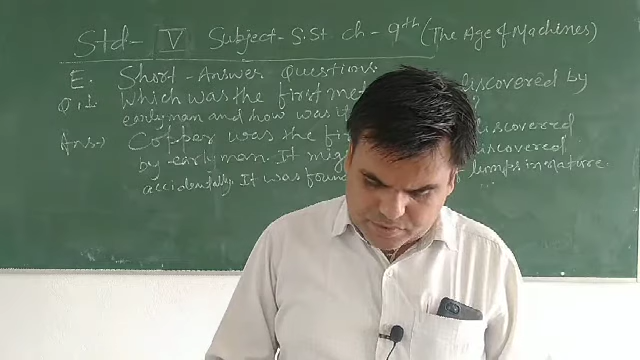 Std- V Subject- S.St ch- 9th (The Age of Machines)
E. Short-Answer Questions
Q.1. Which was the first met discovered by
early man and how was it
Ans:> Copper was the fi discovered
by early man. It mig discovered
accidentally. It was found lumps in nature.